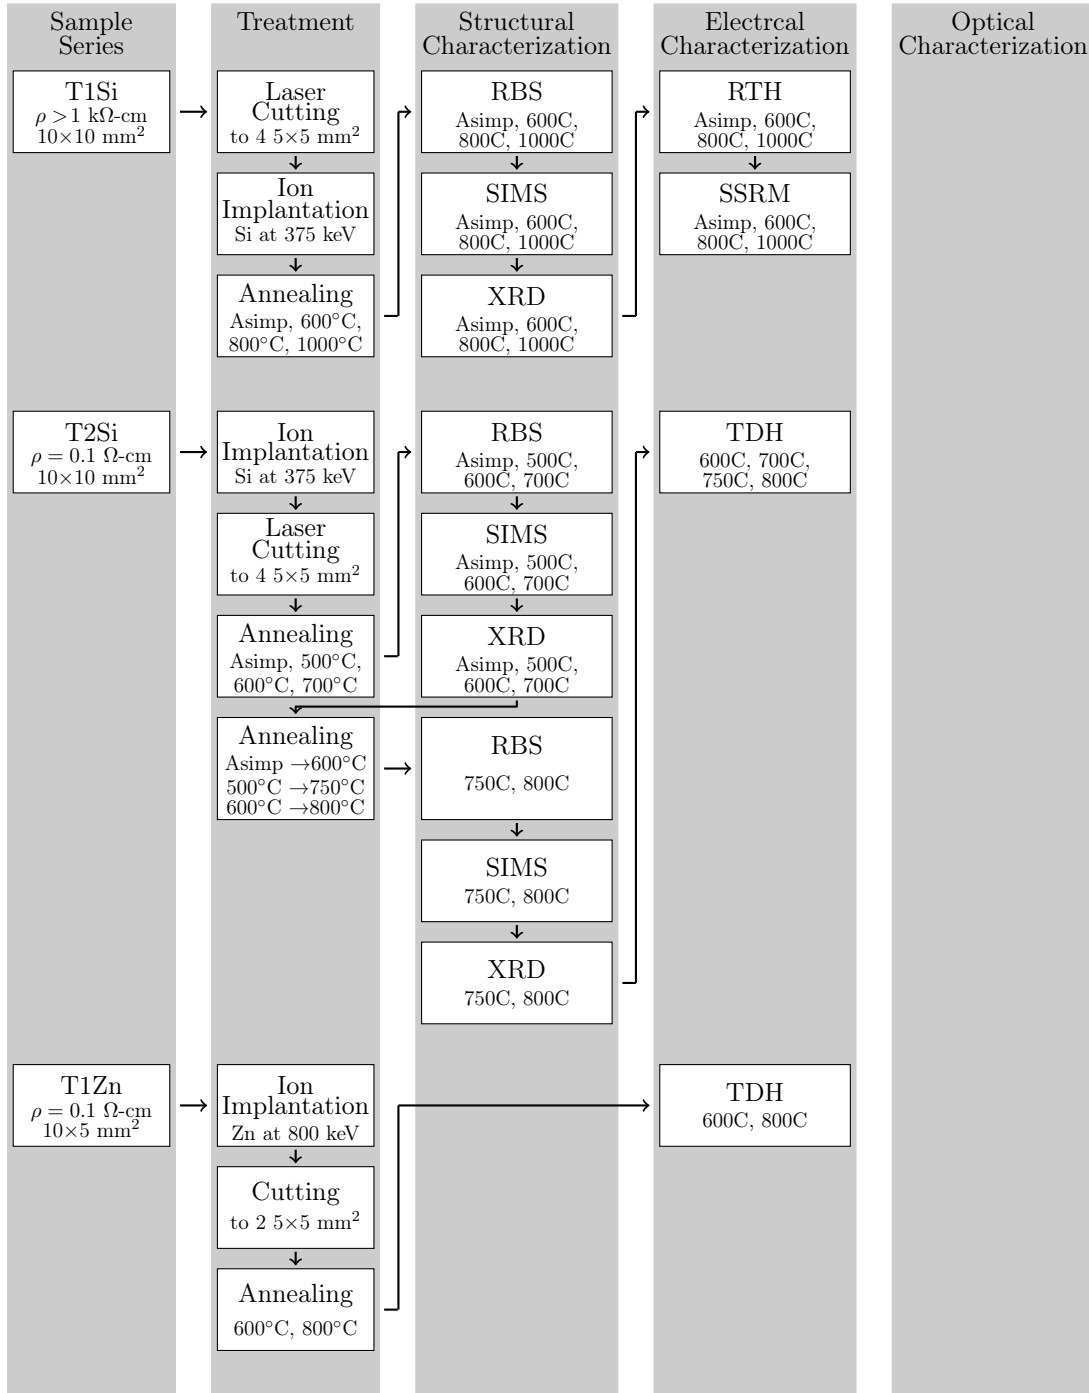 Sample
Series
Treatment
Structural
Characterization
Electrcal
Characterization
Optical
Characterization
T1Si
ρ > 1 kΩ-cm
10×10 mm²
Laser
Cutting
to 4 5×5 mm²
Ion
Implantation
Si at 375 keV
Annealing
Asimp, 600°C,
800°C, 1000°C
RBS
Asimp, 600C,
800C, 1000C
SIMS
Asimp, 600C,
800C, 1000C
XRD
Asimp, 600C,
800C, 1000C
RTH
Asimp, 600C,
800C, 1000C
SSRM
Asimp, 600C,
800C, 1000C
T2Si
ρ = 0.1 Ω-cm
10×10 mm²
Ion
Implantation
Si at 375 keV
Laser
Cutting
to 4 5×5 mm²
Annealing
Asimp, 500°C,
600°C, 700°C
RBS
Asimp, 500C,
600C, 700C
SIMS
Asimp, 500C,
600C, 700C
XRD
Asimp, 500C,
600C, 700C
Annealing
Asimp →600°C
500°C →750°C
600°C →800°C
RBS
750C, 800C
SIMS
750C, 800C
XRD
750C, 800C
TDH
600C, 700C,
750C, 800C
T1Zn
ρ = 0.1 Ω-cm
10×5 mm²
Ion
Implantation
Zn at 800 keV
Cutting
to 2 5×5 mm²
Annealing
600°C, 800°C
TDH
600C, 800C